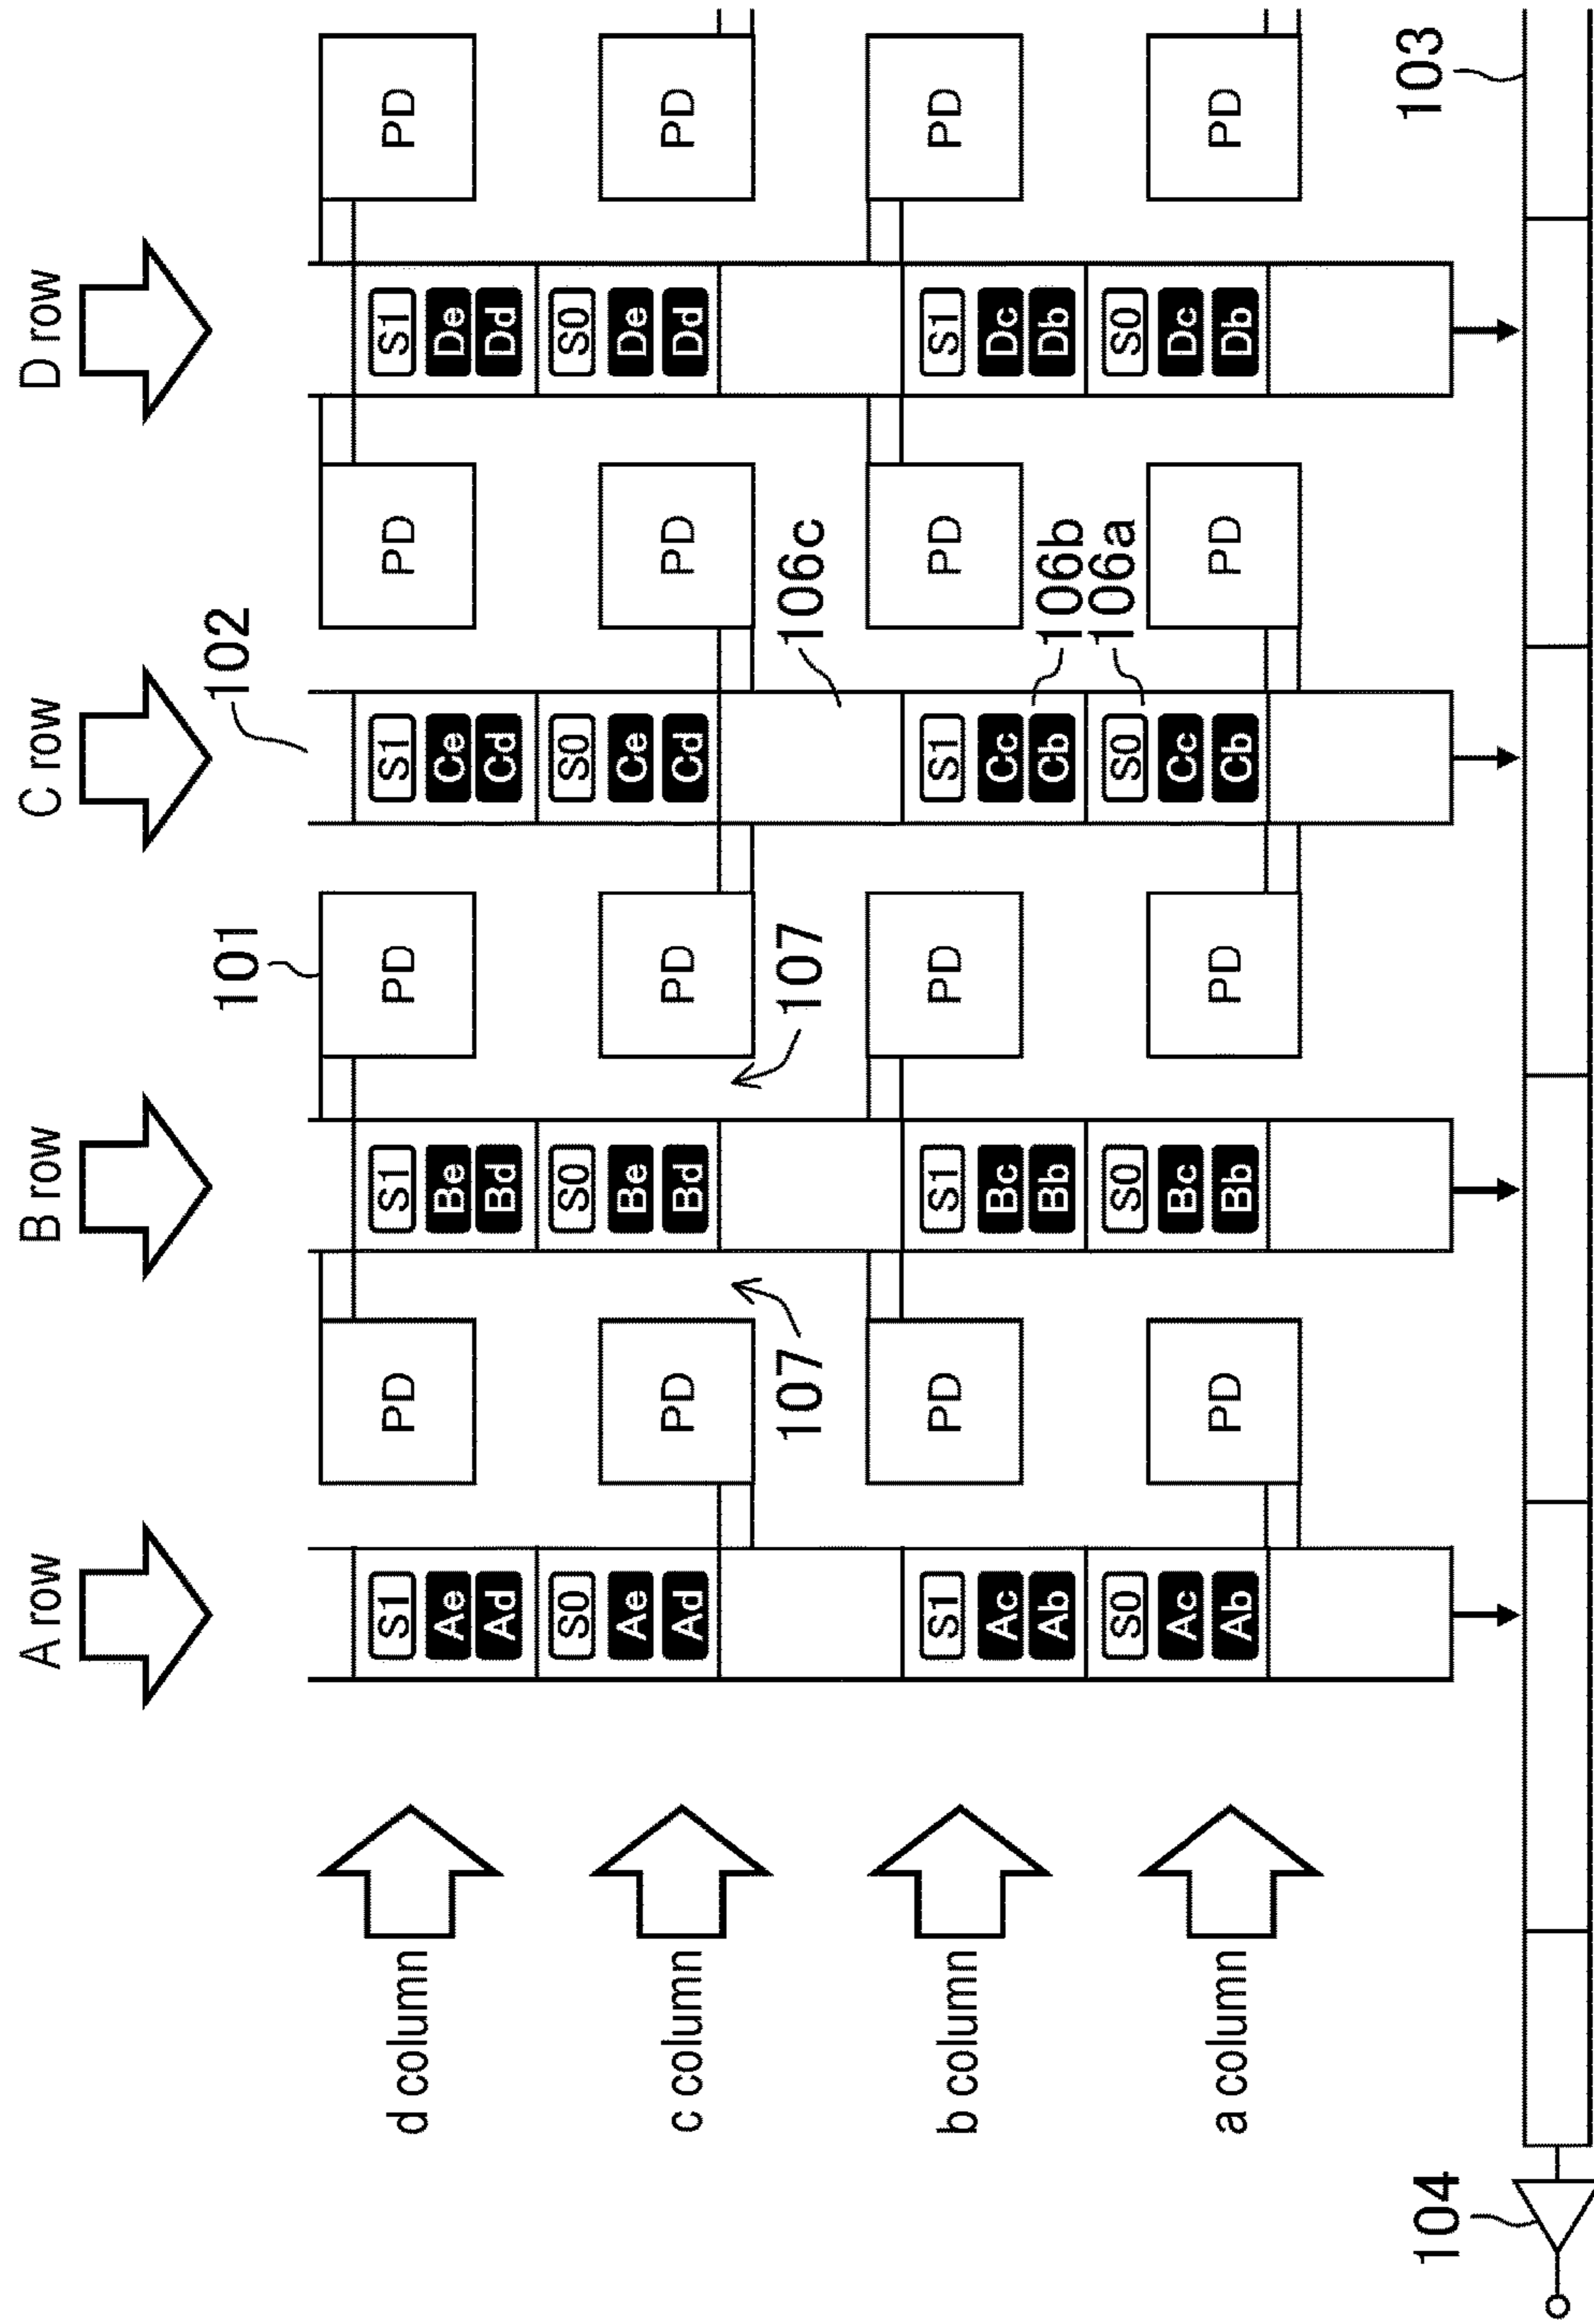 A row B row C row D row
101 102
d column S1 PD S1 PD S1 PD S1 PD
Ae Be Ce De
Ad Bd Cd Dd
S0 S0 S0 S0
Ae Be Ce De
c column Ad PD Bd PD Cd PD Dd PD
107 107 106c
b column S1 PD S1 PD S1 PD S1 PD
Ac Bc Cc Dc
Ab Bb Cb 106b Db
S0 S0 S0 106a S0
Ac Bc Cc Dc
a column Ab PD Bb PD Cb PD Db PD
104 103